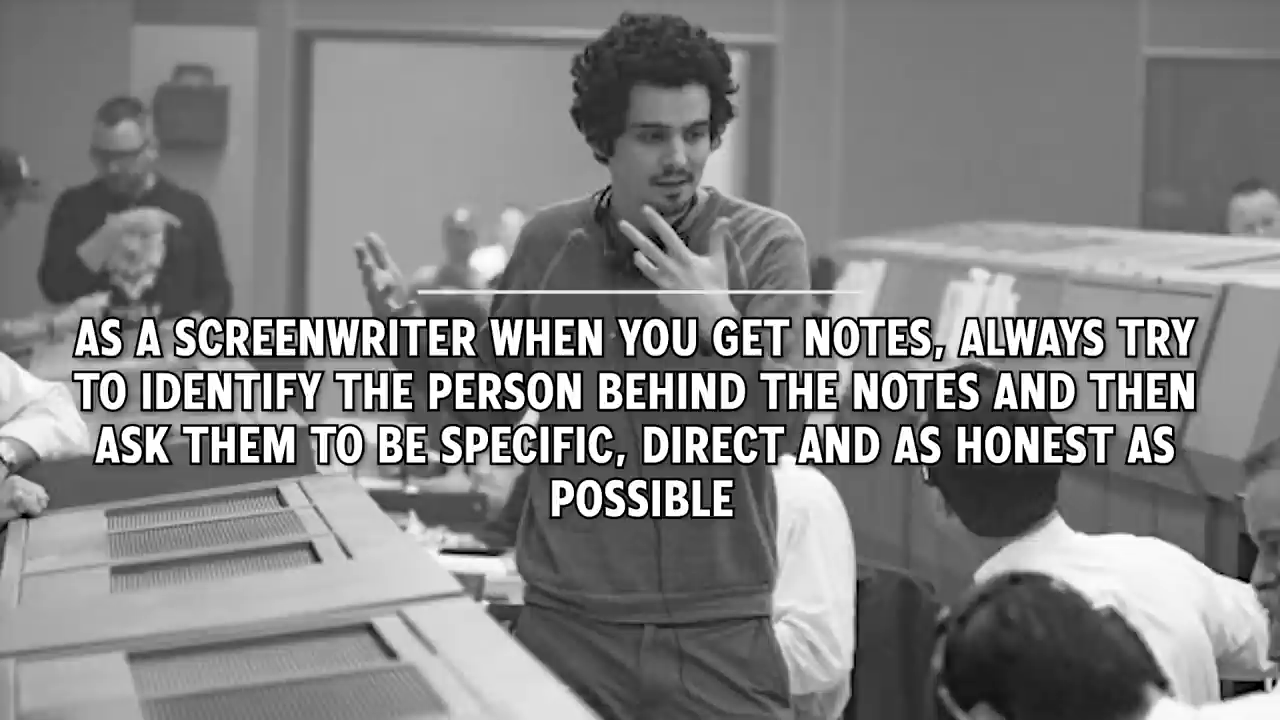 AS A SCREENWRITER WHEN YOU GET NOTES, ALWAYS TRY
TO IDENTIFY THE PERSON BEHIND THE NOTES AND THEN
ASK THEM TO BE SPECIFIC, DIRECT AND AS HONEST AS
POSSIBLE